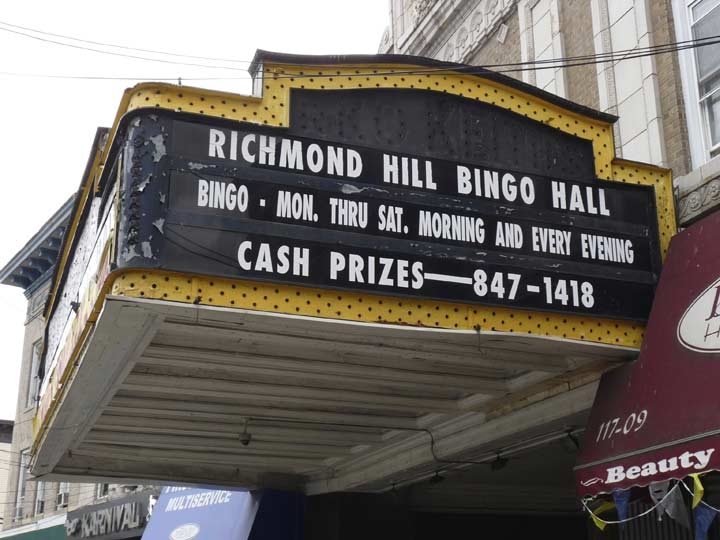 RICHMOND HILL BINGO HALL
BINGO · MON. THRU SAT. MORNING AND EVERY EVENING
CASH PRIZES—847-1418
117-09
Beauty
MULTISERVICE
KARNIVAL